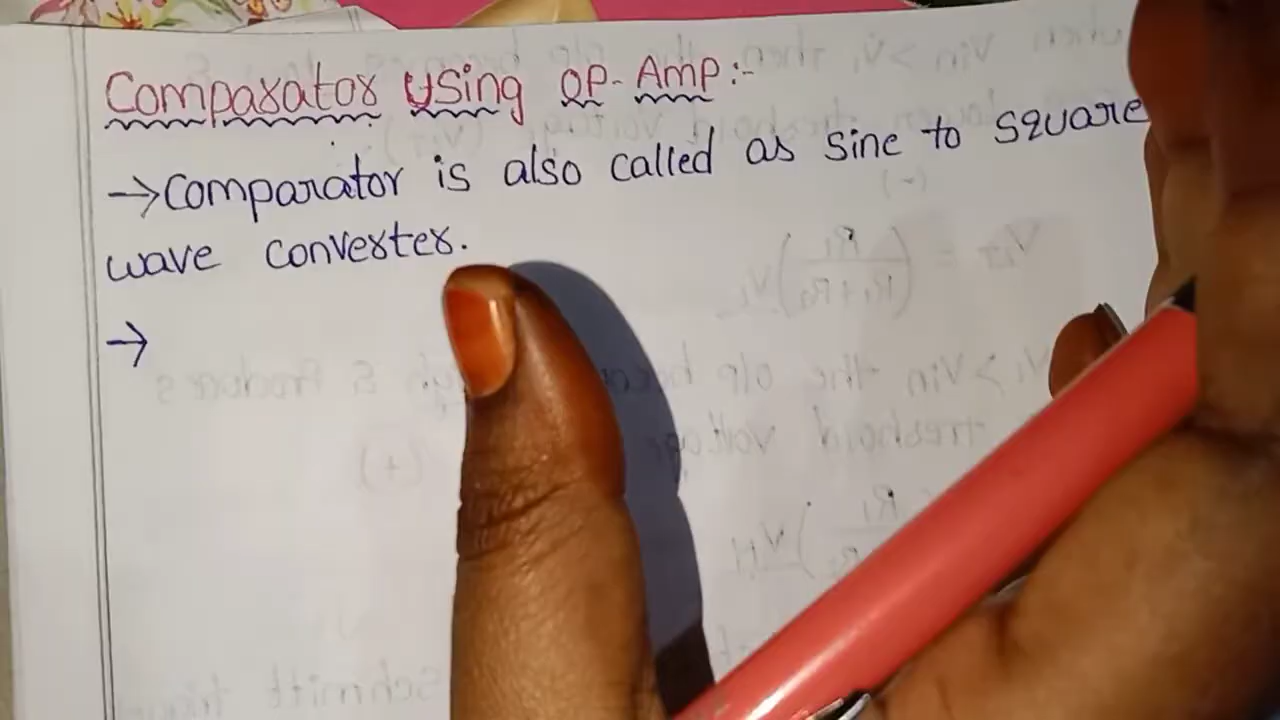 Comparator Using OP-Amp:-
→ Comparator is also called as sine to square
wave converter.
→